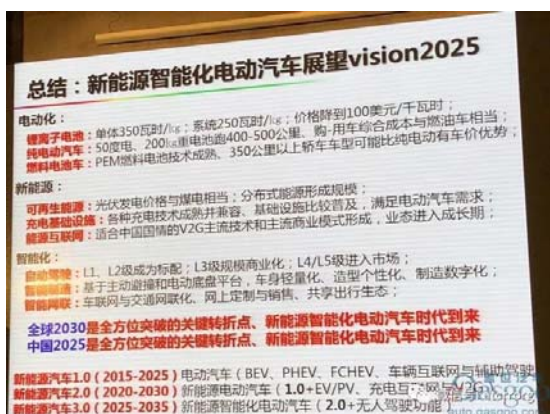 总结：新能源智能化电动汽车展望vision2025
电动化：
锂离子电池：单体350瓦时/kg；系统250瓦时/kg；价格降到100美元/千瓦时；
纯电动汽车：50度电、200kg重电池跑400-500公里、购-用车综合成本与燃油车相当；
燃料电池车：PEM燃料电池技术成熟、350公里以上轿车车型可能比纯电动有车价优势；
新能源：
可再生能源：光伏发电价格与煤电相当；分布式能源形成规模；
充电基础设施：各种充电技术成熟并兼容、基础设施比较普及，满足电动汽车需求；
能源互联网：适合中国国情的V2G主流技术和主流商业模式形成，业态进入成长期；
智能化：
自动驾驶：L1、L2级成为标配；L3级规模商业化；L4/L5级进入市场；
智能制造：基于主动避撞和电动底盘平台，车身轻量化、造型个性化、制造数字化；
智能网联：车联网与交通网联化、网上定制与销售、共享出行生态；
全球2030是全方位突破的关键转折点、新能源智能化电动汽车时代到来
中国2025是全方位突破的关键转折点、新能源智能化电动汽车时代到来
新能源汽车1.0（2015-2025）电动汽车（BEV、PHEV、FCHEV、车辆互联网与辅助驾驶
新能源汽车2.0（2020-2030）新能源电动汽车（1.0+EV/PV、充电互联网与V2G
新能源汽车3.0（2025-2035）新能源智能化电动汽车（2.0+无人驾驶功能）
auto.gasgoo.com